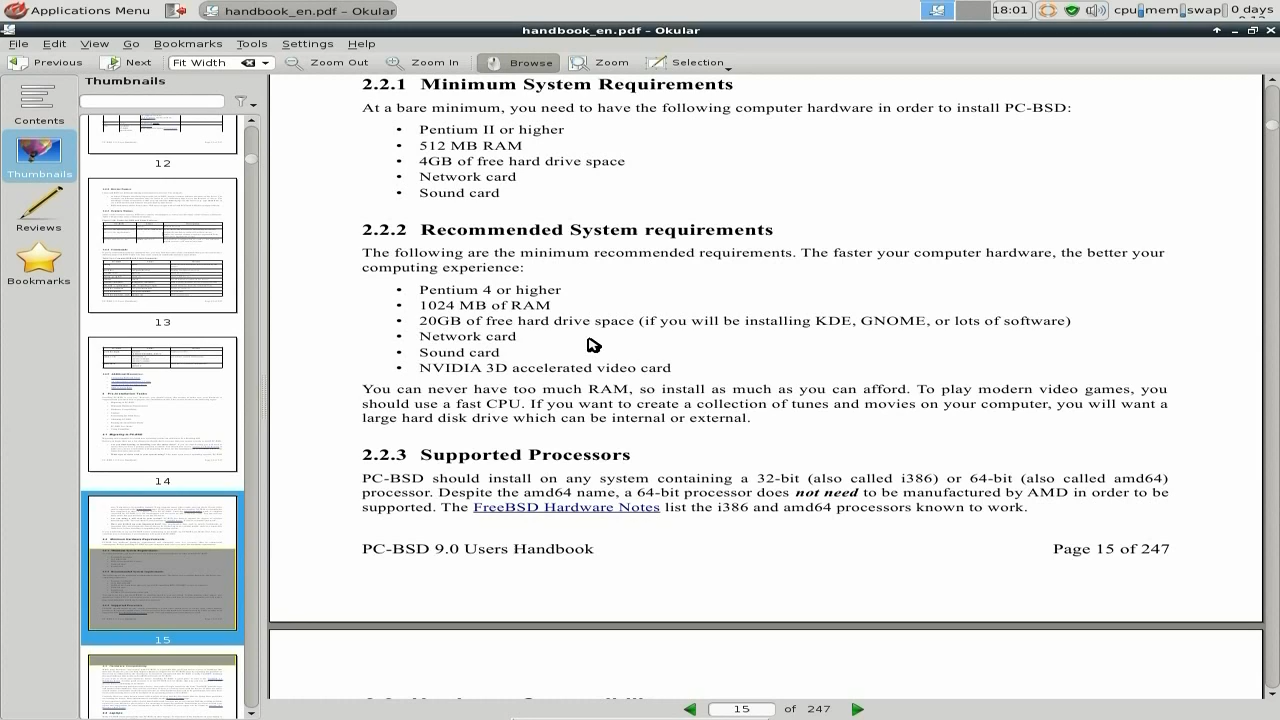 Applications Menu
handbook_en.pdf - Okular
18:01
cpu mem swap 0 days
handbook_en.pdf - Okular
File Edit View Go Bookmarks Tools Settings Help
Previous Next Fit Width Zoom Out Zoom In Browse Zoom Selection
Contents
Thumbnails
Reviews
Bookmarks
Thumbnails
12
13
14
15
2.2.1 Minimum System Requirements
At a bare minimum, you need to have the following computer hardware in order to install PC-BSD:
• Pentium II or higher
• 512 MB RAM
• 4GB of free hard drive space
• Network card
• Sound card
2.2.2 Recommended System requirements
The following are the minimum recommended requirements. The faster your computer hardware, the better your
computing experience:
• Pentium 4 or higher
• 1024 MB of RAM
• 20GB of free hard drive space (if you will be installing KDE, GNOME, or lots of software)
• Network card
• Sound card
• NVIDIA 3D accelerated video card
You can never have too much RAM, so install as much as you can afford. To play modern video games, you
should use a fast CPU. If you want to create a collection of tunes and movies on your computer, you will want a
large hard disk drive which can be internal or external.
2.2.3 Supported Processors
PC-BSD should install on any system containing a 32-bit (also called i386) or 64-bit (also called amd64)
processor. Despite the amd64 name, a 64-bit processor does not need to be manufactured by AMD in order to be
supported. The FreeBSD Hardware Notes list the i386 and amd64 processors known to work.
PC-BSD 9.0 Users Handbook Page 15 of 247
15 of